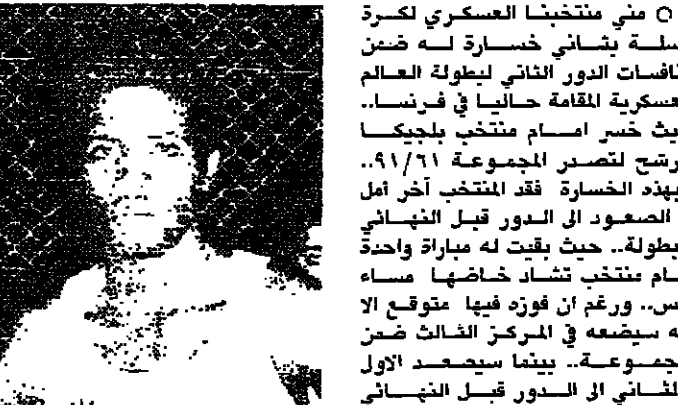 ○ مني منتخبنا العسكري لكرة
سلة بثاني خسارة له ضمن
نافسات الدور الثاني لبطولة العالم
عسكرية المقامة حاليا في فرنسا..
يث خسر امام منتخب بلجيكا
رشح لتصدر المجموعة ٩١/٦١..
بهذه الخسارة فقد المنتخب آخر أمل
الصعود الى الدور قبل النهائي
بطولة.. حيث بقيت له مباراة واحدة
ام منتخب تشاد خاضها مساء
س.. ورغم ان فوزه فيها متوقع الا
ه سيضعه في المركز الثالث ضمن
جموعة.. بينما سيصعد الاول
لثاني الى الدور قبل النهائي